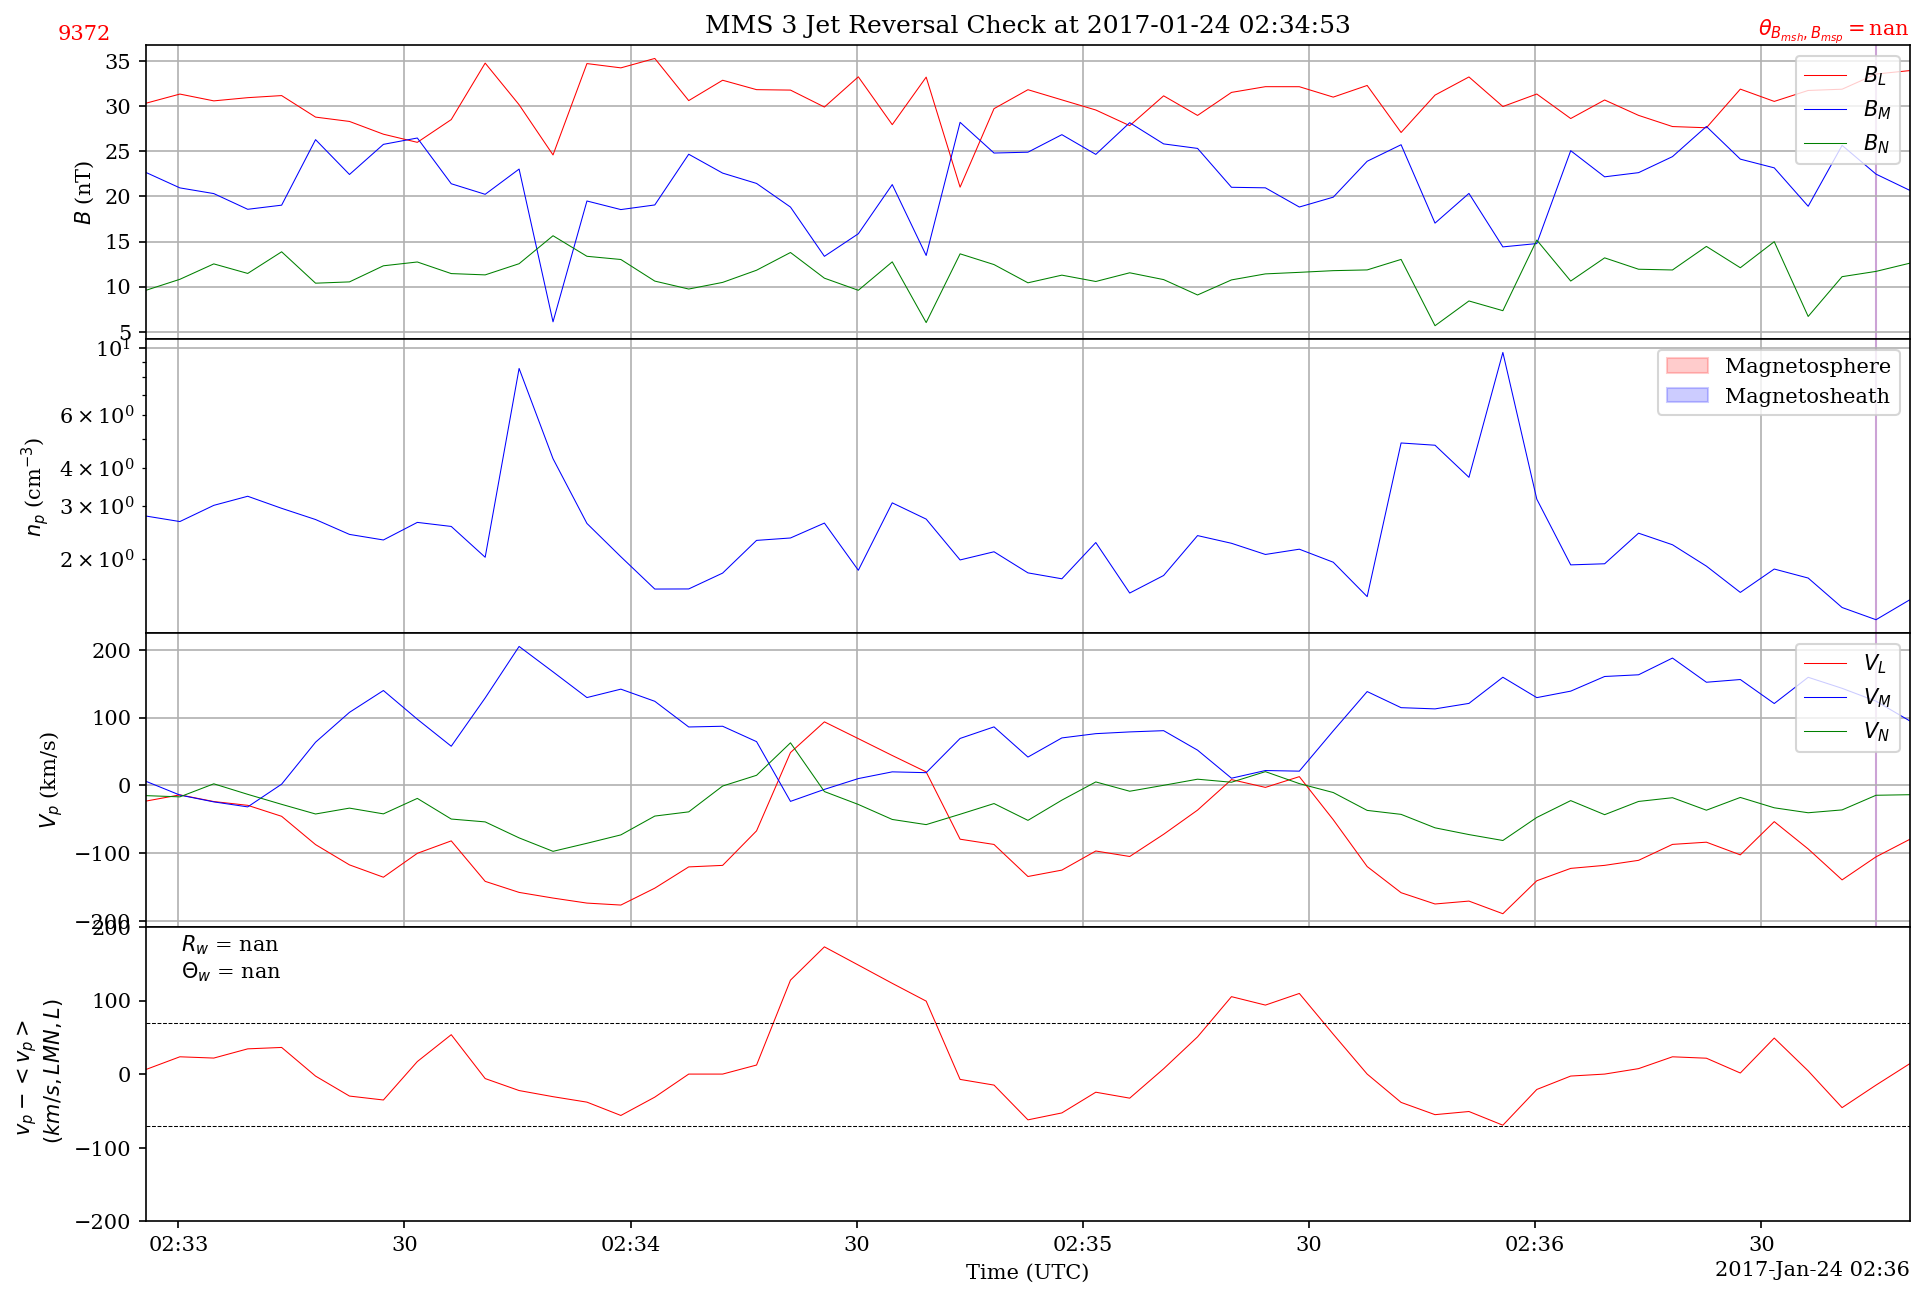 9372
MMS 3 Jet Reversal Check at 2017-01-24 02:34:53
θ_{B_{msh}, B_{msp}} = nan
35
30
25
20
15
10
5
B (nT)
B_L
B_M
B_N
10^1
6 × 10^0
4 × 10^0
3 × 10^0
2 × 10^0
n_p (cm^{−3})
Magnetosphere
Magnetosheath
200
100
0
−100
−200
V_p (km/s)
V_L
V_M
V_N
200
100
0
−100
−200
v_p − < v_p >
(km/s, LMN, L)
R_w = nan
Θ_w = nan
02:33
30
02:34
30
02:35
30
02:36
30
Time (UTC)
2017-Jan-24 02:36